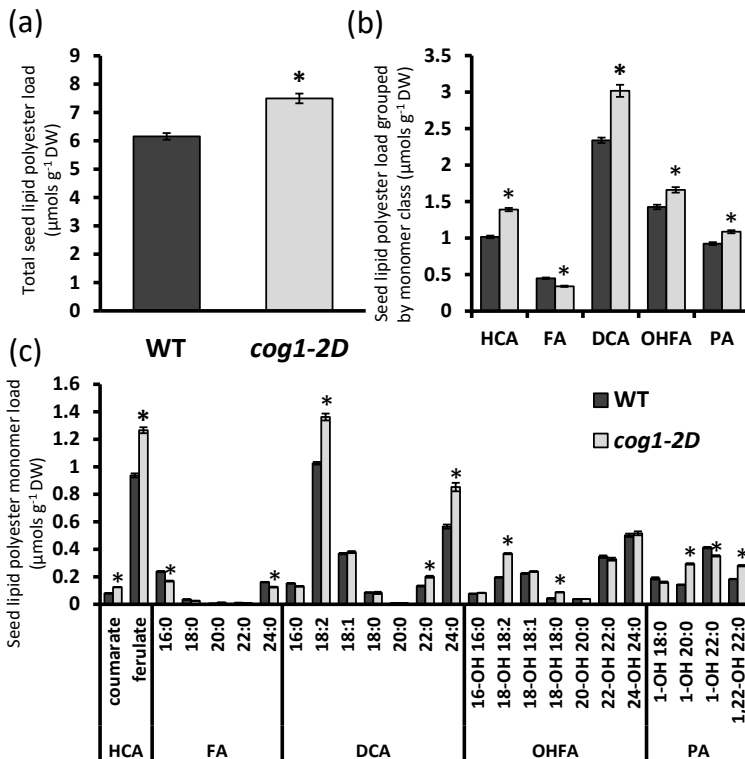 (a)
Total seed lipid polyester load
(µmols g⁻¹ DW)
9
8
7
6
5
4
3
2
1
0
*
WT
cog1-2D
(b)
Seed lipid polyester load grouped
by monomer class (µmols g⁻¹ DW)
3.5
3
2.5
2
1.5
1
0.5
0
*
*
*
*
*
HCA
FA
DCA
OHFA
PA
(c)
Seed lipid polyester monomer load
(µmols g⁻¹ DW)
1.6
1.4
1.2
1
0.8
0.6
0.4
0.2
0
WT
cog1-2D
*
*
*
*
*
*
*
*
*
*
*
*
coumarate
ferulate
16:0
18:0
20:0
22:0
24:0
16:0
18:2
18:1
18:0
20:0
22:0
24:0
16-OH 16:0
18-OH 18:2
18-OH 18:1
18-OH 18:0
20-OH 20:0
22-OH 22:0
24-OH 24:0
1-OH 18:0
1-OH 20:0
1-OH 22:0
1,22-OH 22:0
HCA
FA
DCA
OHFA
PA